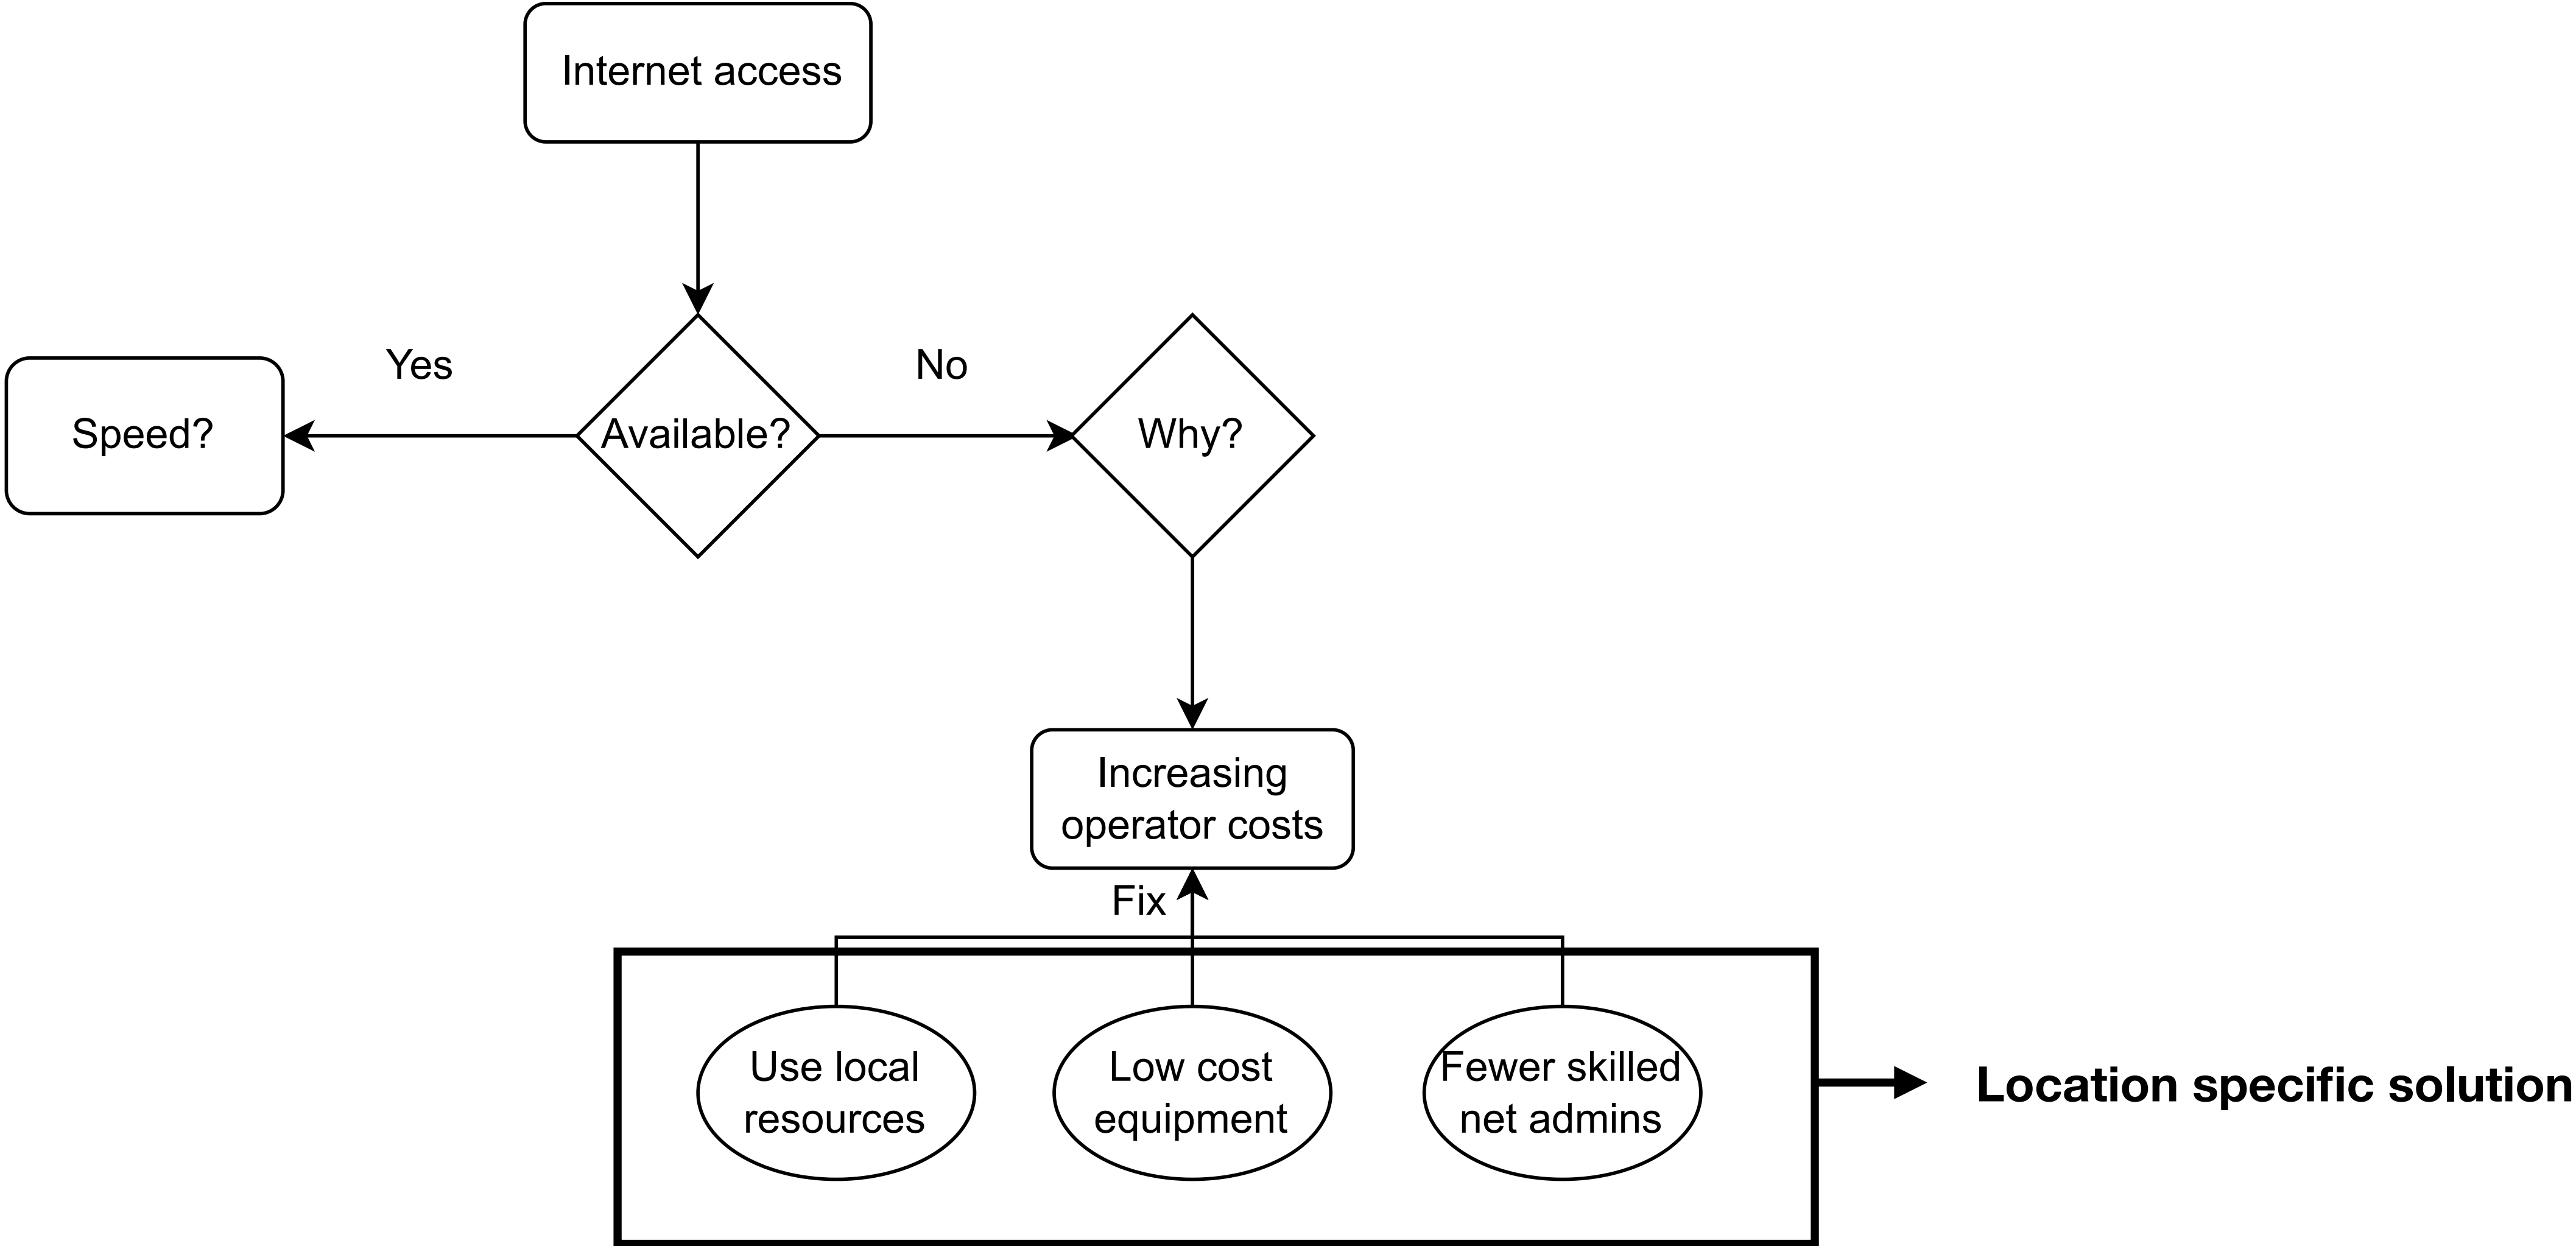 Internet access
Yes
No
Speed?
Available?
Why?
Increasing
operator costs
Fix
Use local
resources
Low cost
equipment
Fewer skilled
net admins
Location specific solution